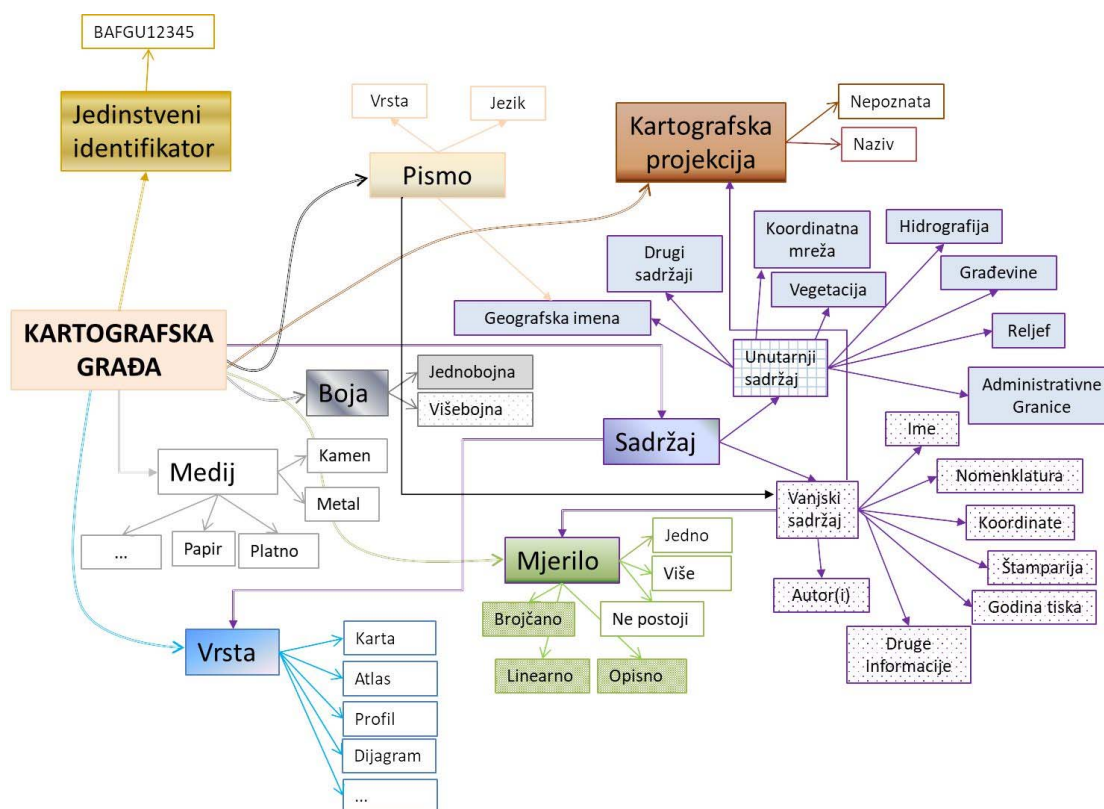 BAFGU12345
Jedinstveni
identifikator
Vrsta
Jezik
Pismo
Kartografska
projekcija
Nepoznata
Naziv
Drugi
sadržaji
Koordinatna
mreža
Vegetacija
Hidrografija
Građevine
Geografska imena
Reljef
KARTOGRAFSKA
GRAĐA
Unutarnji
sadržaj
Administrativne
Granice
Boja
Jednobojna
Višebojna
Sadržaj
Ime
Medij
Kamen
Metal
Vanjski
sadržaj
Nomenklatura
Koordinate
...
Papir
Platno
Mjerilo
Jedno
Više
Štamparija
Autor(i)
Godina tiska
Brojčano
Ne postoji
Druge
Informacije
Linearno
Opisno
Vrsta
Karta
Atlas
Profil
Dijagram
...